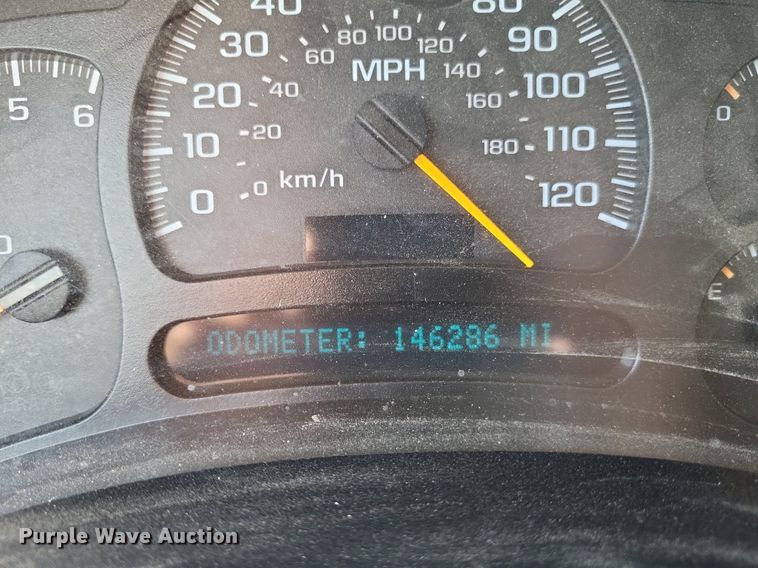 40 80
30 60 80 100 120 90
5 6 MPH 140 100
20 40 160 0
10 20 180 110
0 0 km/h 120
0 E
ODOMETER: 146286 MI
Purple Wave Auction